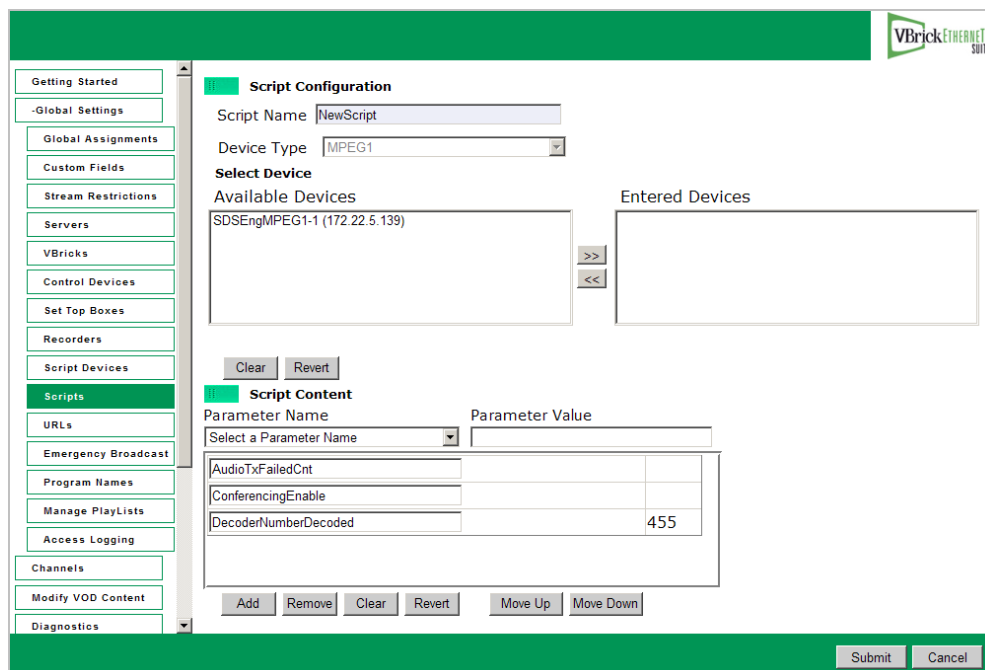 VBrick ETHERNET
SUIT
Getting Started
-Global Settings
Global Assignments
Custom Fields
Stream Restrictions
Servers
VBricks
Control Devices
Set Top Boxes
Recorders
Script Devices
Scripts
URLs
Emergency Broadcast
Program Names
Manage PlayLists
Access Logging
Channels
Modify VOD Content
Diagnostics
Script Configuration
Script Name NewScript
Device Type MPEG1
Select Device
Available Devices Entered Devices
SDSEngMPEG1-1 (172.22.5.139)
>>
<<
Clear Revert
Script Content
Parameter Name Parameter Value
Select a Parameter Name
AudioTxFailedCnt
ConferencingEnable
DecoderNumberDecoded 455
Add Remove Clear Revert Move Up Move Down
Submit Cancel